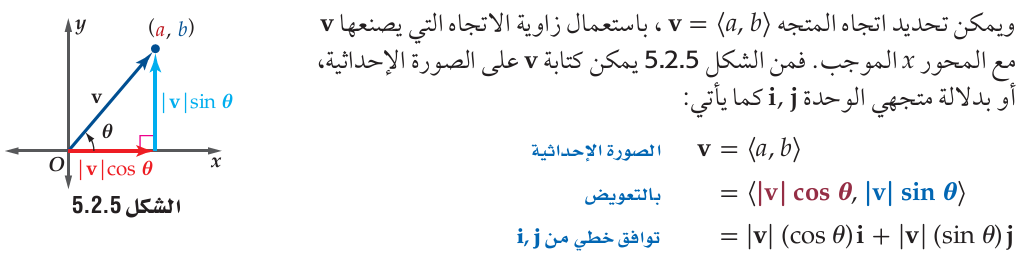 ويمكن تحديد اتجاه المتجه v = ⟨a, b⟩ ، باستعمال زاوية الاتجاه التي يصنعها v
مع المحور x الموجب. فمن الشكل 5.2.5 يمكن كتابة v على الصورة الإحداثية،
أو بدلالة متجهي الوحدة i, j كما يأتي:
الصورة الإحداثية v = ⟨a, b⟩
بالتعويض = ⟨|v| cos θ, |v| sin θ⟩
توافق خطي من i, j = |v| (cos θ)i + |v| (sin θ)j
y
(a, b)
v
|v|sin θ
θ
O
|v|cos θ
x
الشكل 5.2.5